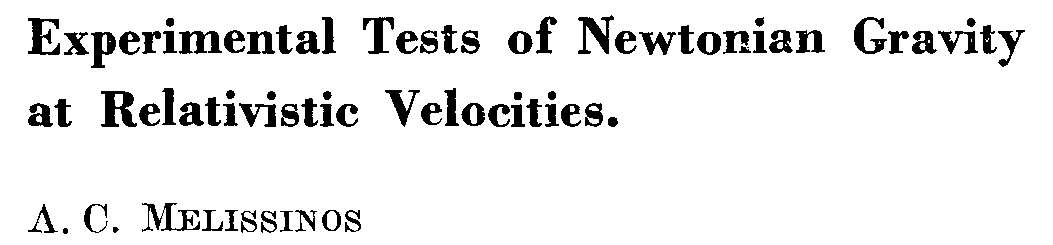 Experimental Tests of Newtonian Gravity
at Relativistic Velocities.
A. C. MELISSINOS